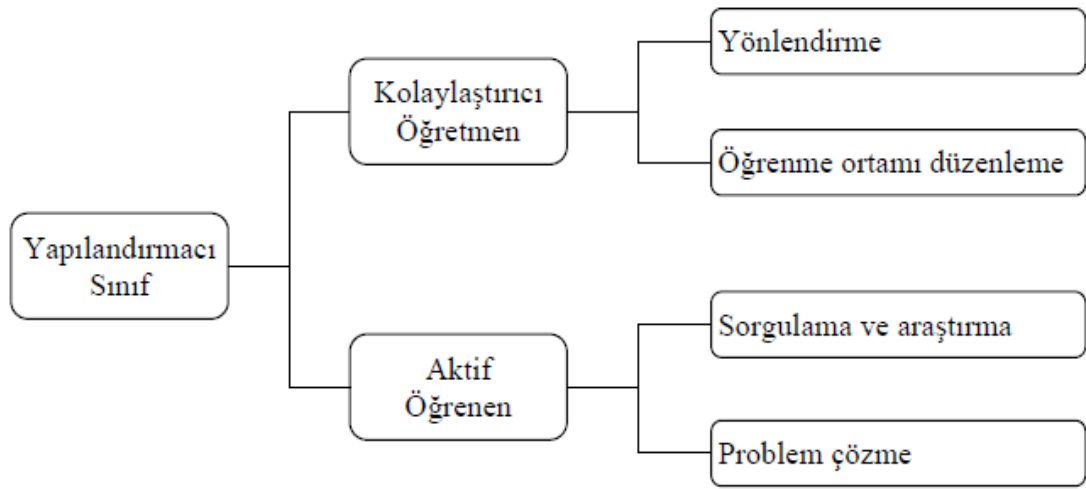 Yönlendirme
Kolaylaştırıcı
Öğretmen
Öğrenme ortamı düzenleme
Yapılandırmacı
Sınıf
Sorgulama ve araştırma
Aktif
Öğrenen
Problem çözme